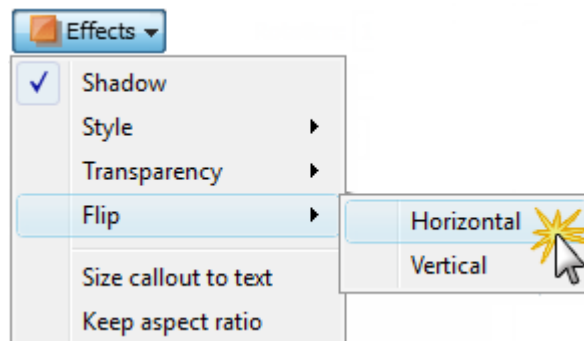 Effects
Shadow
Style
Transparency
Flip
Horizontal
Vertical
Size callout to text
Keep aspect ratio